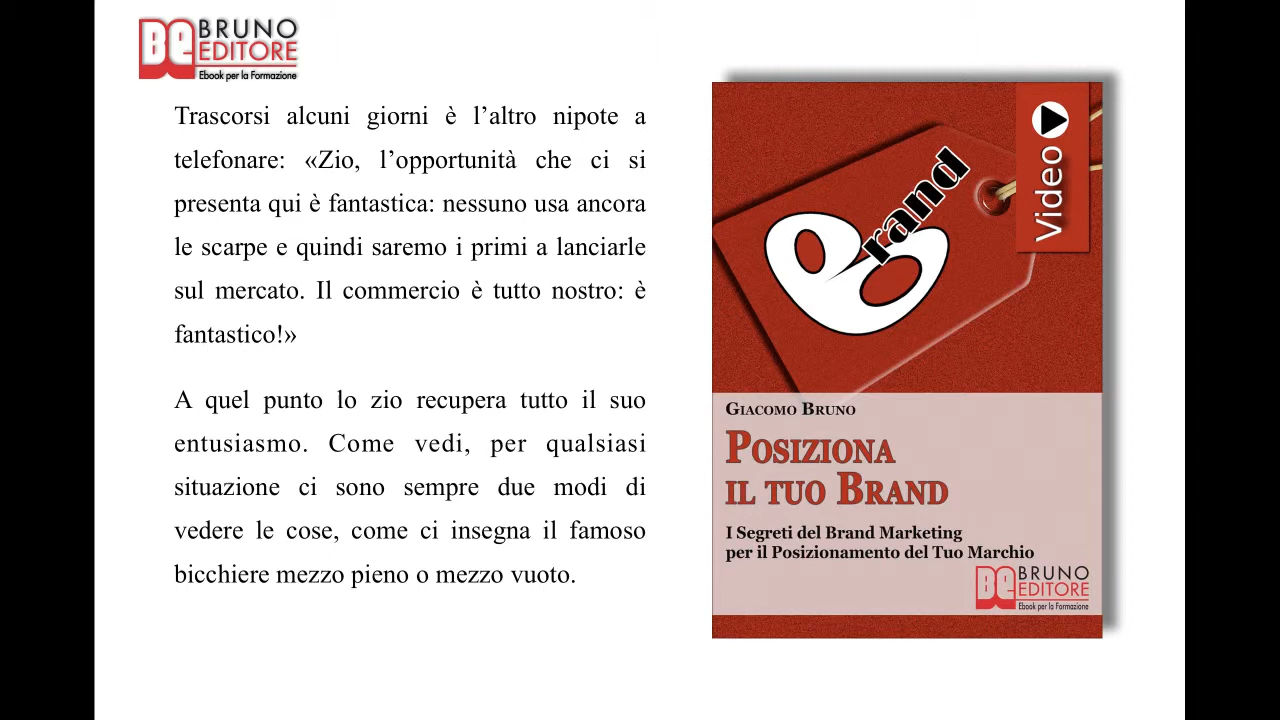 BRUNO
EDITORE
Ebook per la Formazione
Trascorsi alcuni giorni è l’altro nipote a
telefonare: «Zio, l’opportunità che ci si
presenta qui è fantastica: nessuno usa ancora
le scarpe e quindi saremo i primi a lanciarle
sul mercato. Il commercio è tutto nostro: è
fantastico!»
A quel punto lo zio recupera tutto il suo
entusiasmo. Come vedi, per qualsiasi
situazione ci sono sempre due modi di
vedere le cose, come ci insegna il famoso
bicchiere mezzo pieno o mezzo vuoto.
Brand
Video
GIACOMO BRUNO
POSIZIONA
IL TUO BRAND
I Segreti del Brand Marketing
per il Posizionamento del Tuo Marchio
BRUNO
EDITORE
Ebook per la Formazione